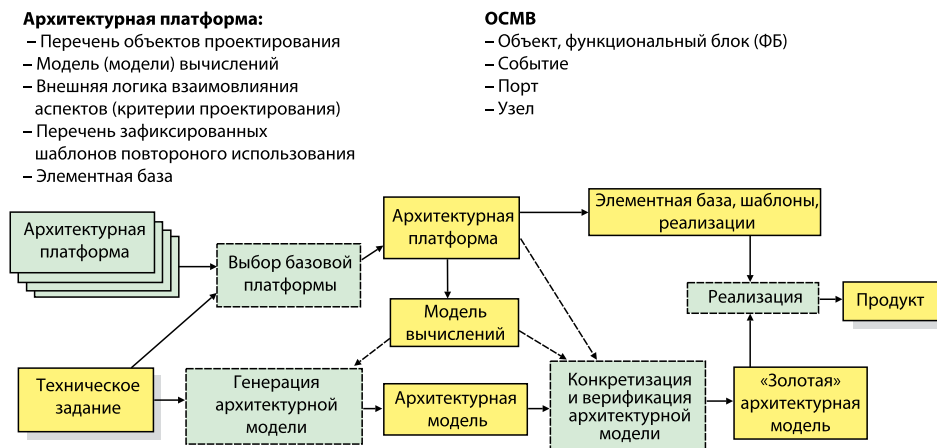 Архитектурная платформа:
– Перечень объектов проектирования
– Модель (модели) вычислений
– Внешняя логика взаимовлияния
аспектов (критерии проектирования)
– Перечень зафиксированных
шаблонов повтороного использования
– Элементная база
ОСМВ
– Объект, функциональный блок (ФБ)
– Событие
– Порт
– Узел
Архитектурная
платформа
Выбор базовой
платформы
Архитектурная
платформа
Элементная база, шаблоны,
реализации
Модель
вычислений
Реализация
Продукт
Техническое
задание
Генерация
архитектурной
модели
Архитектурная
модель
Конкретизация
и верификация
архитектурной
модели
«Золотая»
архитектурная
модель